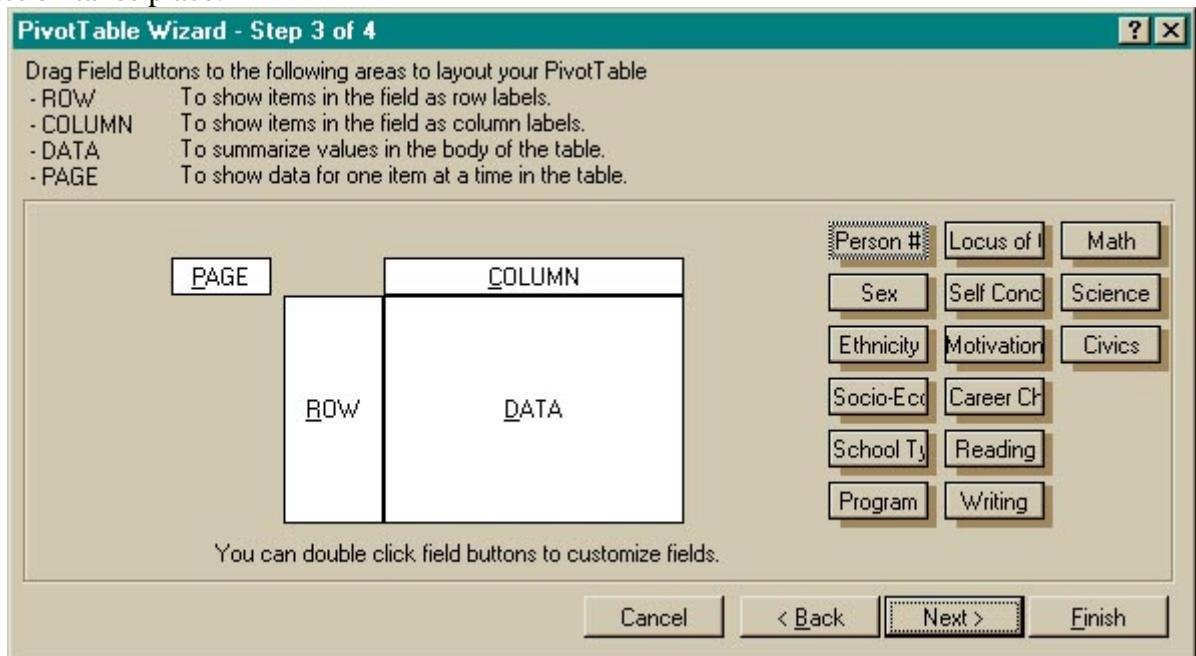 PivotTable Wizard - Step 3 of 4
Drag Field Buttons to the following areas to layout your PivotTable
- ROW To show items in the field as row labels.
- COLUMN To show items in the field as column labels.
- DATA To summarize values in the body of the table.
- PAGE To show data for one item at a time in the table.
Person # Locus of Math
PAGE COLUMN
Sex Self Conc Science
Ethnicity Motivation Civics
ROW DATA
Socio-Eco Career Ch
School Ty Reading
Program Writing
You can double click field buttons to customize fields.
Cancel < Back Next > Finish